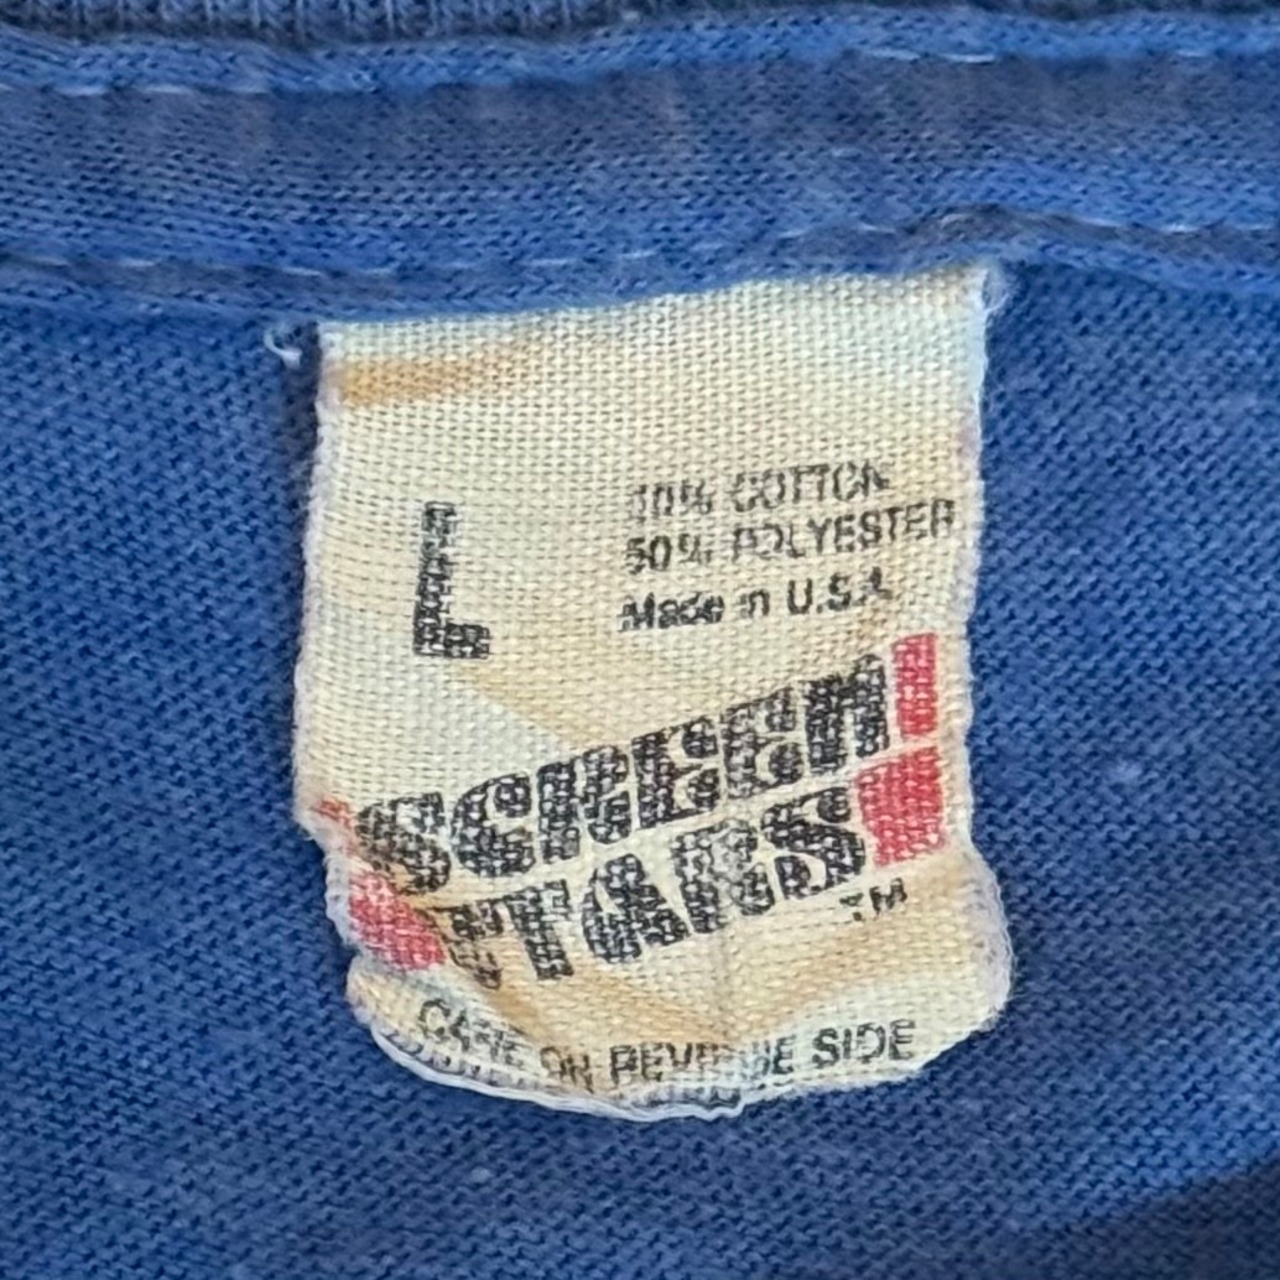 L
50% COTTON
50% POLYESTER
Made in U.S.A.
SCREEN
STARS
TM
CARE ON REVERSE SIDE